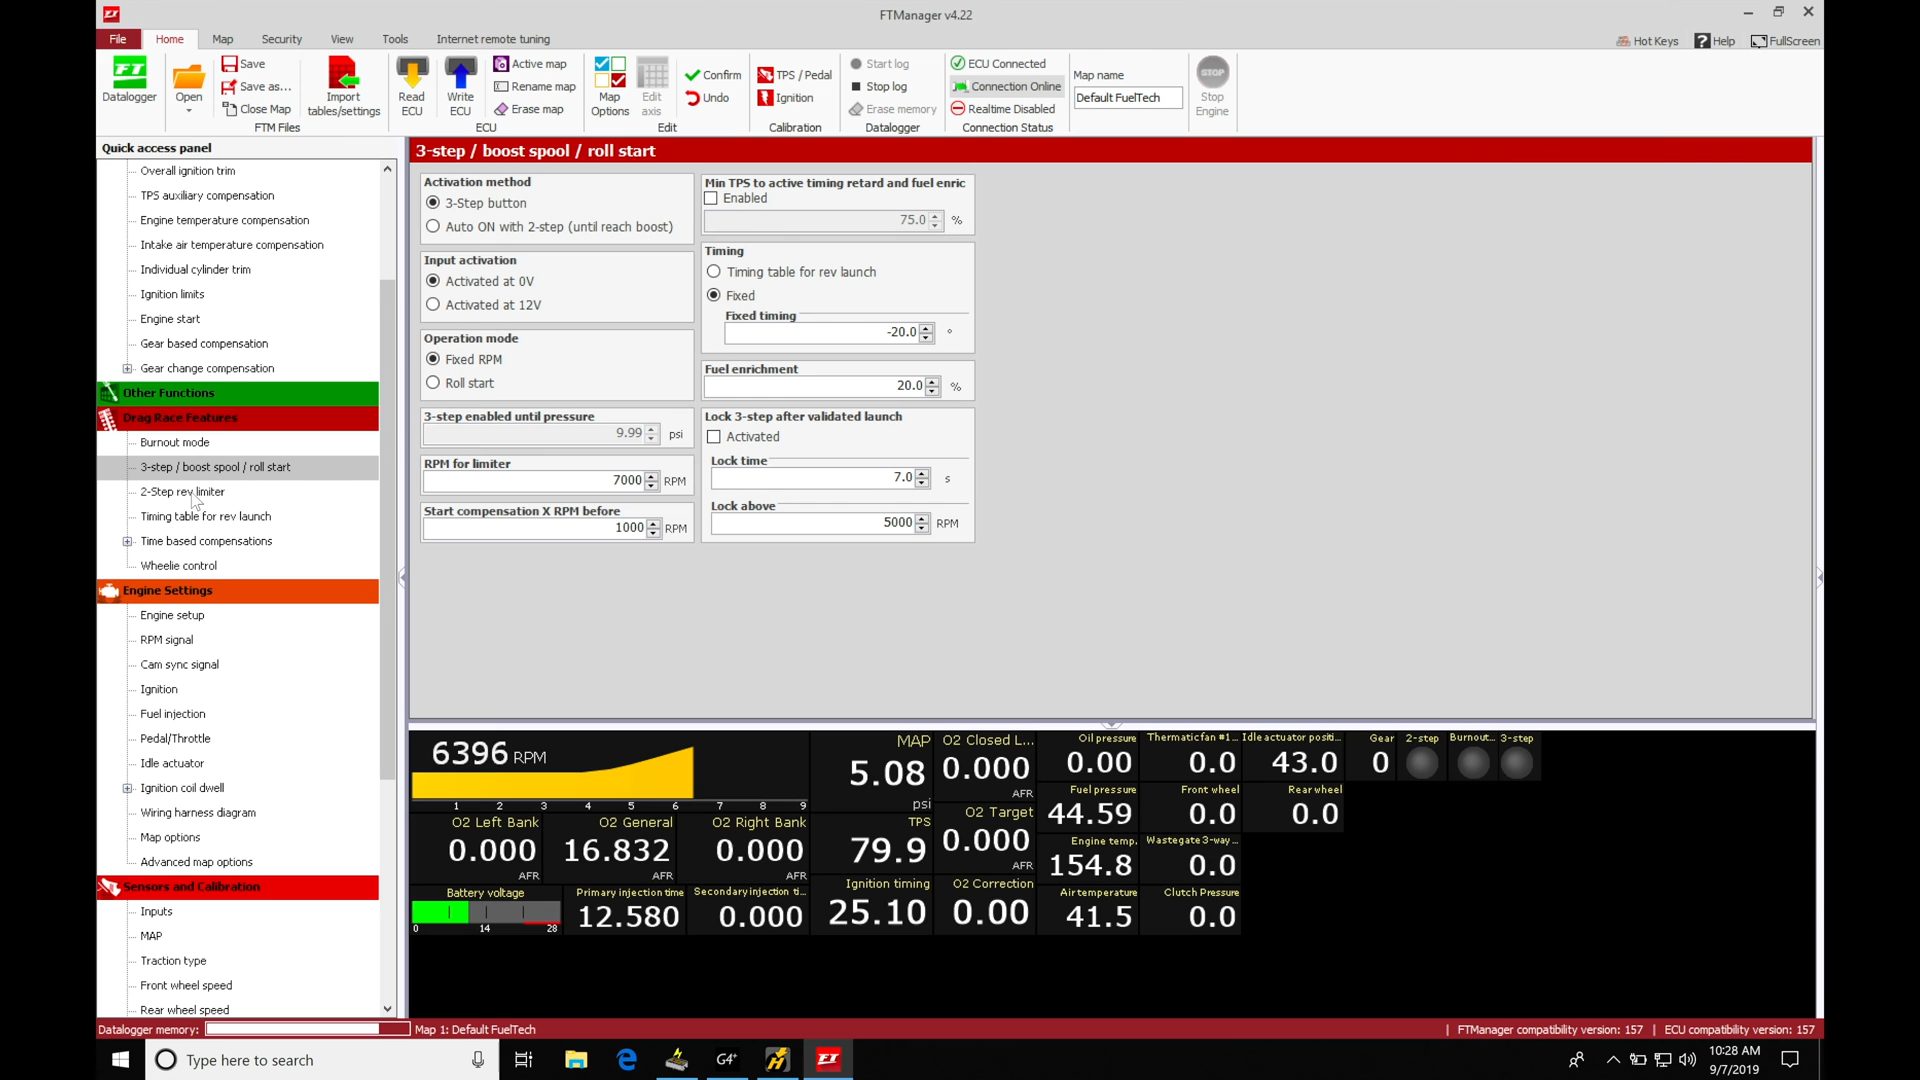 FT FTManager v4.22
File Home Map Security View Tools Internet remote tuning Hot Keys ? Help FullScreen
FT Datalogger
Open
Save
Save as...
Close Map
Import tables/settings
FTM Files
Read ECU
Write ECU
Active map
Rename map
Erase map
ECU
Map Options
Edit axis
Confirm
Undo
Edit
TPS / Pedal
Ignition
Calibration
Start log
Stop log
Erase memory
Datalogger
ECU Connected
Connection Online
Realtime Disabled
Connection Status
Map name
Default FuelTech
STOP
Stop Engine
Quick access panel
Overall ignition trim
TPS auxiliary compensation
Engine temperature compensation
Intake air temperature compensation
Individual cylinder trim
Ignition limits
Engine start
Gear based compensation
Gear change compensation
Other Functions
Drag Race Features
Burnout mode
3-step / boost spool / roll start
2-Step rev limiter
Timing table for rev launch
Time based compensations
Wheelie control
Engine Settings
Engine setup
RPM signal
Cam sync signal
Ignition
Fuel injection
Pedal/Throttle
Idle actuator
Ignition coil dwell
Wiring harness diagram
Map options
Advanced map options
Sensors and Calibration
Inputs
MAP
Traction type
Front wheel speed
Rear wheel speed
3-step / boost spool / roll start
Activation method
3-Step button
Auto ON with 2-step (until reach boost)
Input activation
Activated at 0V
Activated at 12V
Operation mode
Fixed RPM
Roll start
3-step enabled until pressure
9.99 psi
RPM for limiter
7000 RPM
Start compensation X RPM before
1000 RPM
Min TPS to active timing retard and fuel enric
Enabled
75.0 %
Timing
Timing table for rev launch
Fixed
Fixed timing
-20.0 °
Fuel enrichment
20.0 %
Lock 3-step after validated launch
Activated
Lock time
7.0 s
Lock above
5000 RPM
6396 RPM
1 2 3 4 5 6 7 8 9
MAP
5.08
psi
O2 Closed L...
0.000
AFR
Oil pressure
0.00
Thermatic fan #1...
0.0
Idle actuator positi...
43.0
Gear
0
2-step
Burnout...
3-step
O2 Left Bank
0.000
AFR
O2 General
16.832
AFR
O2 Right Bank
0.000
AFR
TPS
79.9
O2 Target
0.000
AFR
Fuel pressure
44.59
Front wheel
0.0
Rear wheel
0.0
Engine temp.
154.8
Wastegate 3-way...
0.0
Battery voltage
0 14 28
Primary injection time
12.580
Secondary injection ti...
0.000
Ignition timing
25.10
O2 Correction
0.00
Air temperature
41.5
Clutch Pressure
0.0
Datalogger memory: Map 1: Default FuelTech | FTManager compatibility version: 157 | ECU compatibility version: 157
Type here to search
G4+
FT
10:28 AM
9/7/2019